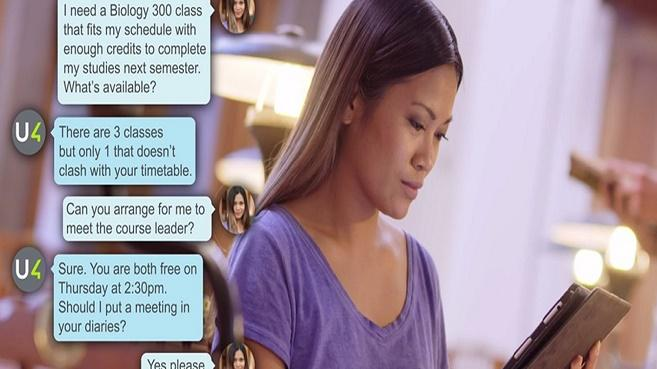 I need a Biology 300 class
that fits my schedule with
enough credits to complete
my studies next semester.
What’s available?
U4
There are 3 classes
but only 1 that doesn’t
clash with your timetable.
Can you arrange for me to
meet the course leader?
U4
Sure. You are both free on
Thursday at 2:30pm.
Should I put a meeting in
your diaries?
Yes please